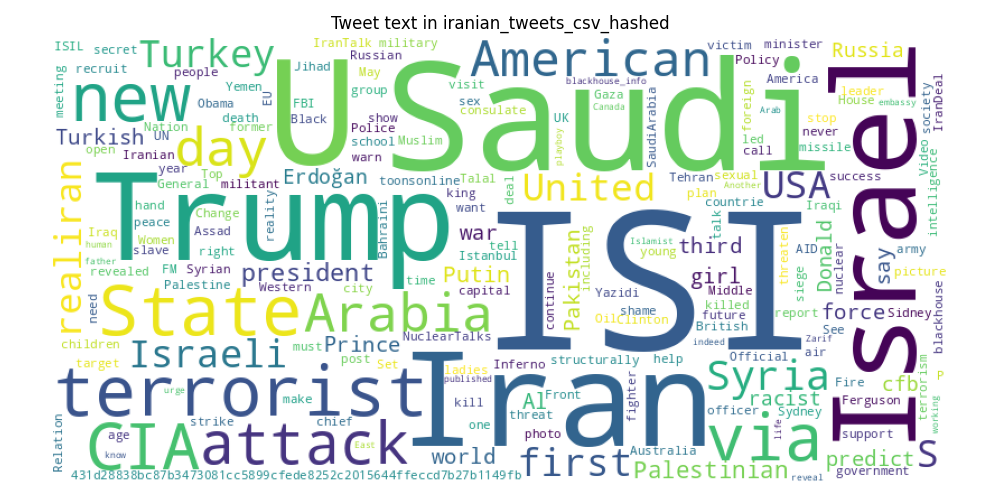 Tweet text in iranian_tweets_csv_hashed
ISIL secret Turkey IranTalk military American victim minister Russia
recruit people Russian Policy America
meeting new Jihad May group visit blackhouse_info House leader embassy
Yemen EU FBI sex consulate Canada Gaza Arab
Obama death U Saudi foreign stop society IranDeal
Turkish UN day former Black show Police UK playboy SaudiArabia led never Video
Nation school Muslim call missile
open Iranian year warn Tehran sexual Another
General Top militant Erdoğan toonsonline Talal deal United plan USA success intelligence
realiran hand Change reality Trump king want countrie Iraqi
peace Assad Bahraini war third talk AID
Iraq Women right tell Islamist young threaten Donald say army
human slave Istanbul Pakistan including
father FM Syrian president time Putin ISI girl siege nuclear picture Israel
revealed Palestine Western city capital Yazidi killed Middle
need State Arabia continue shame future report force Sidney
Oil Clinton British See
children Israeli must Prince NuclearTalks indeed Zarif air blackhouse
target post Set ladies Inferno structurally help Official
terrorist Iran published Syria Fire cfb P
urge make kill Al Front fighter racist Ferguson terrorism
Relation CIA strike chief one threat officer Sydney working
age attack photo Australia via life support S
know East world first Palestinian reveal predict government
431d28838bc87b3473081cc5899cfede8252c2015644ffeccd7b27b1149fb